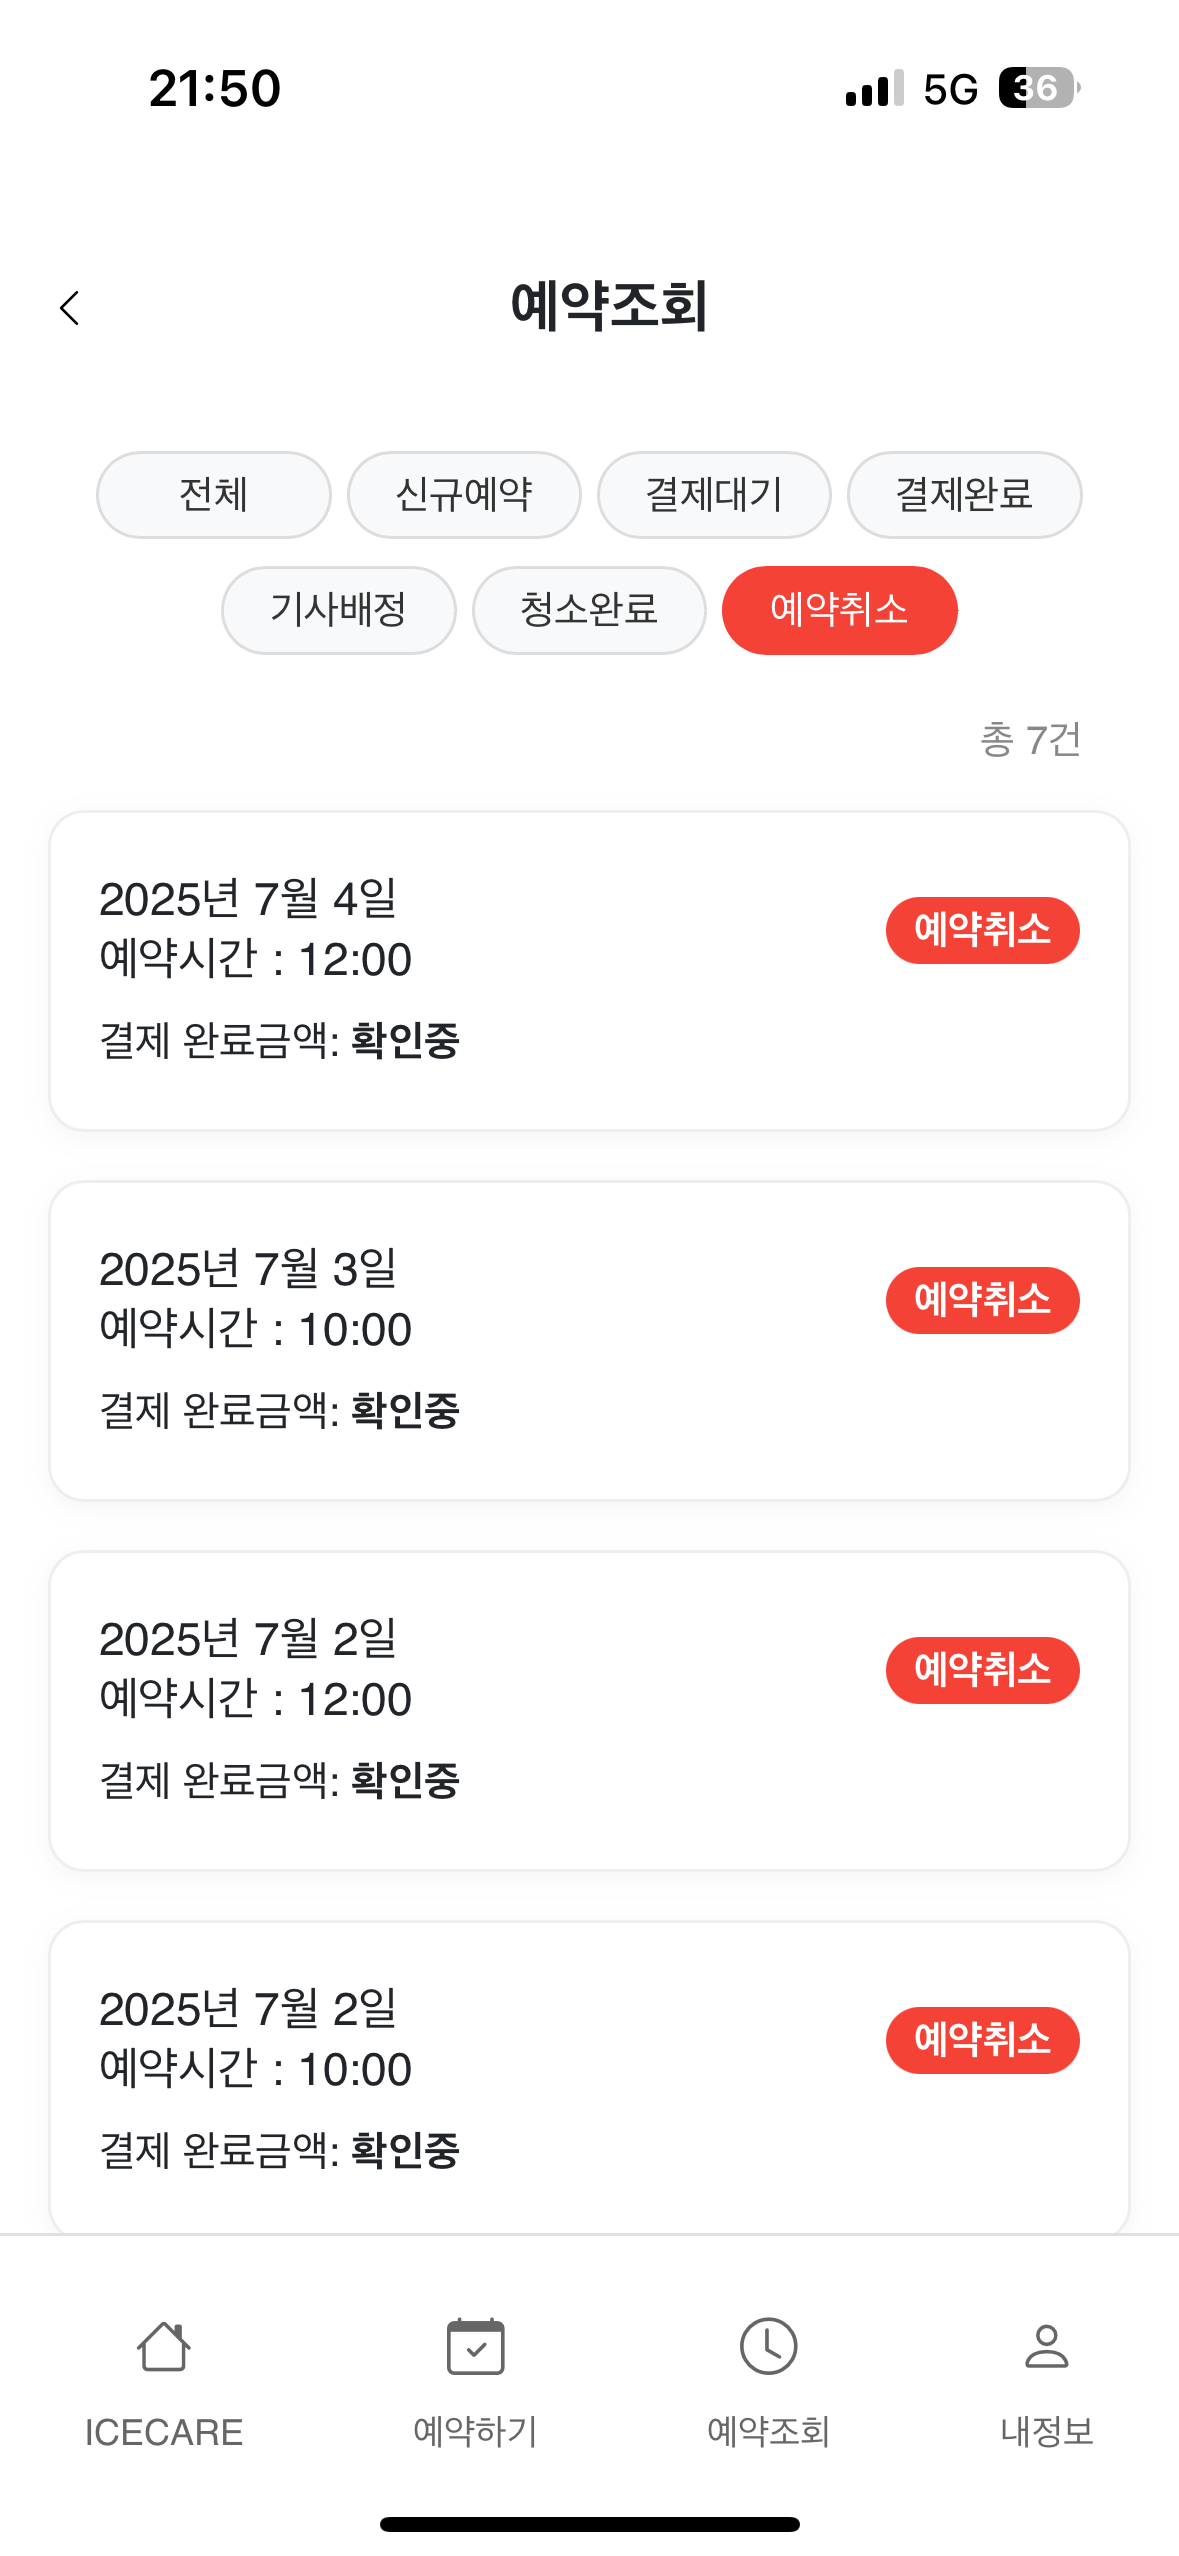 21:50 5G 36
예약조회
전체 신규예약 결제대기 결제완료
기사배정 청소완료 예약취소
총 7건
2025년 7월 4일
예약시간 : 12:00
예약취소
결제 완료금액: 확인중
2025년 7월 3일
예약시간 : 10:00
예약취소
결제 완료금액: 확인중
2025년 7월 2일
예약시간 : 12:00
예약취소
결제 완료금액: 확인중
2025년 7월 2일
예약시간 : 10:00
예약취소
결제 완료금액: 확인중
ICECARE 예약하기 예약조회 내정보